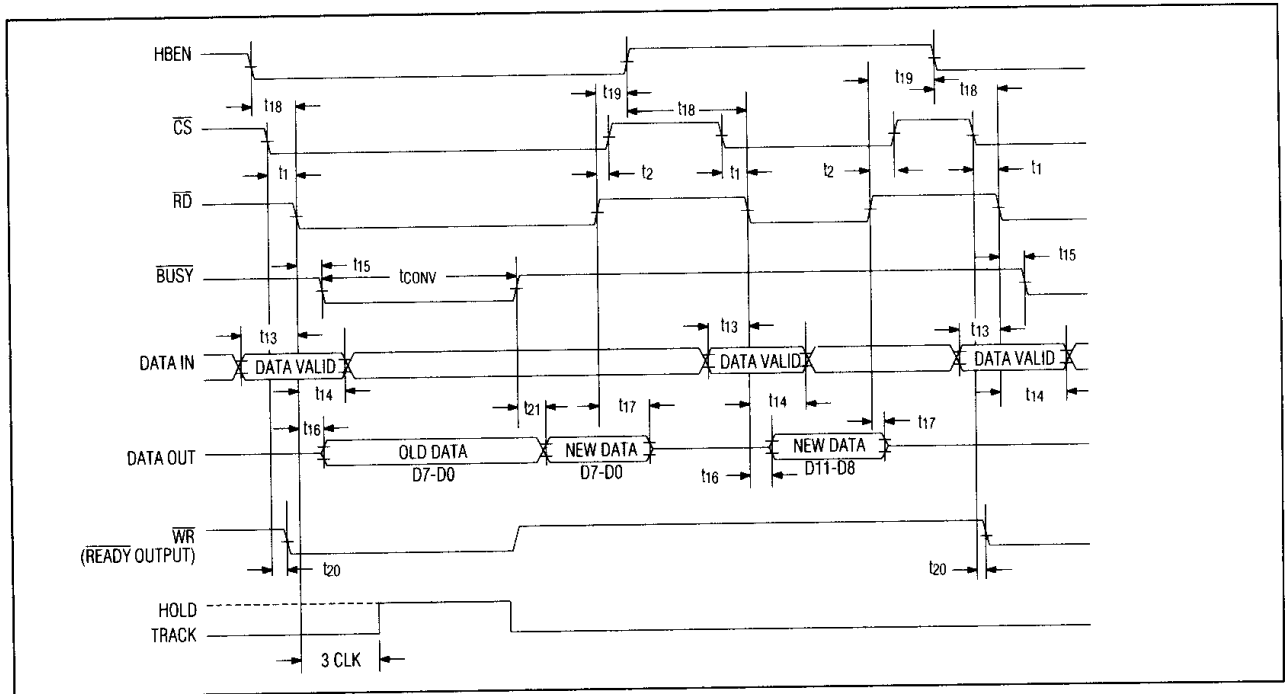 HBEN
t19
t19
t18
t18
t18
CS
t1
t2
t1
t2
t1
RD
t15
tCONV
t15
BUSY
t13
t13
t13
DATA IN
DATA VALID
DATA VALID
DATA VALID
t14
t14
t14
t16
t21
t17
t17
DATA OUT
OLD DATA
D7-D0
NEW DATA
D7-D0
NEW DATA
D11-D8
t16
WR
(READY OUTPUT)
t20
t20
HOLD
TRACK
3 CLK